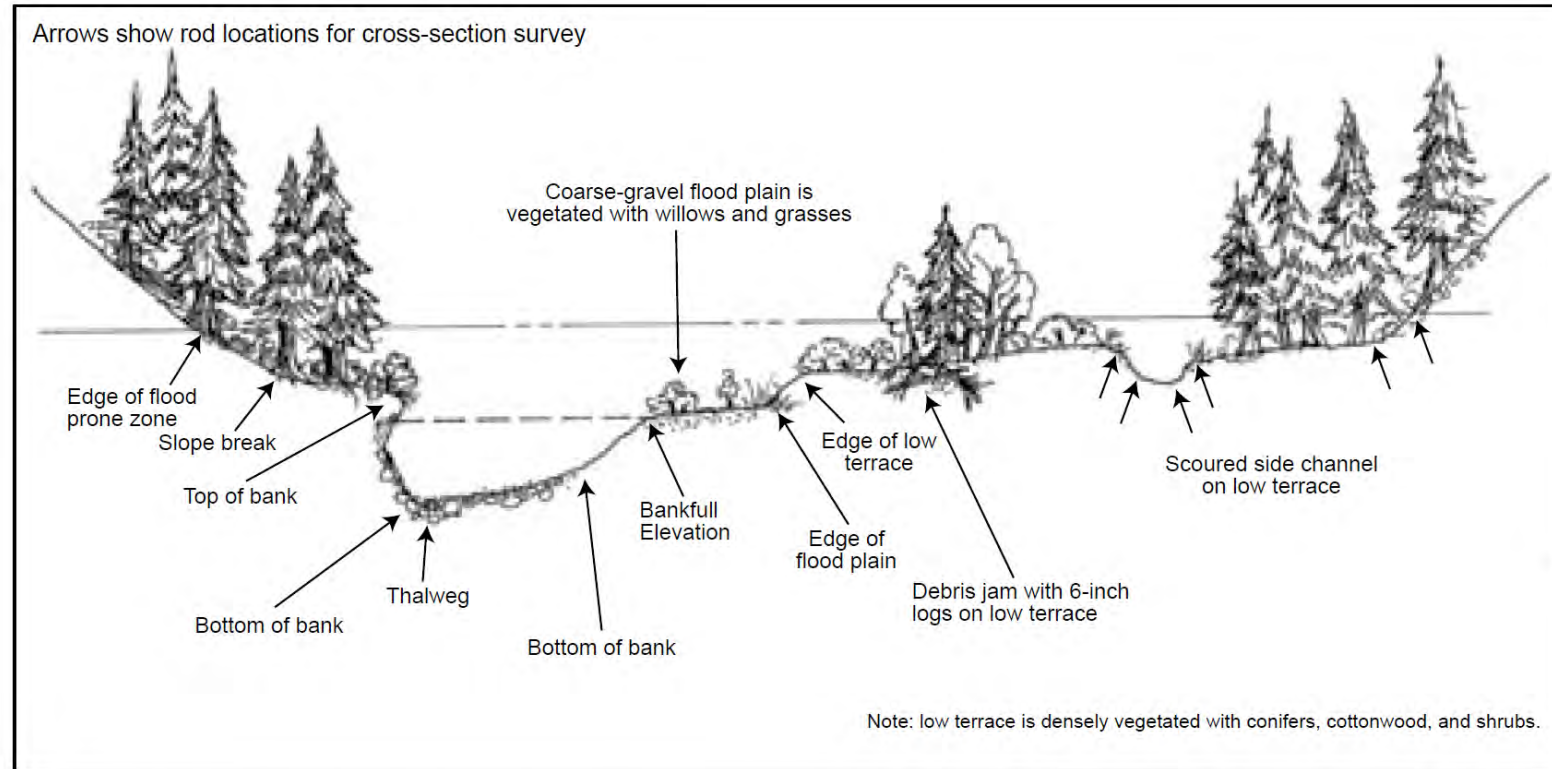 Arrows show rod locations for cross-section survey
Coarse-gravel flood plain is
vegetated with willows and grasses
Edge of flood
prone zone
Slope break
Top of bank
Bottom of bank
Thalweg
Bottom of bank
Bankfull
Elevation
Edge of
flood plain
Edge of low
terrace
Debris jam with 6-inch
logs on low terrace
Scoured side channel
on low terrace
Note: low terrace is densely vegetated with conifers, cottonwood, and shrubs.